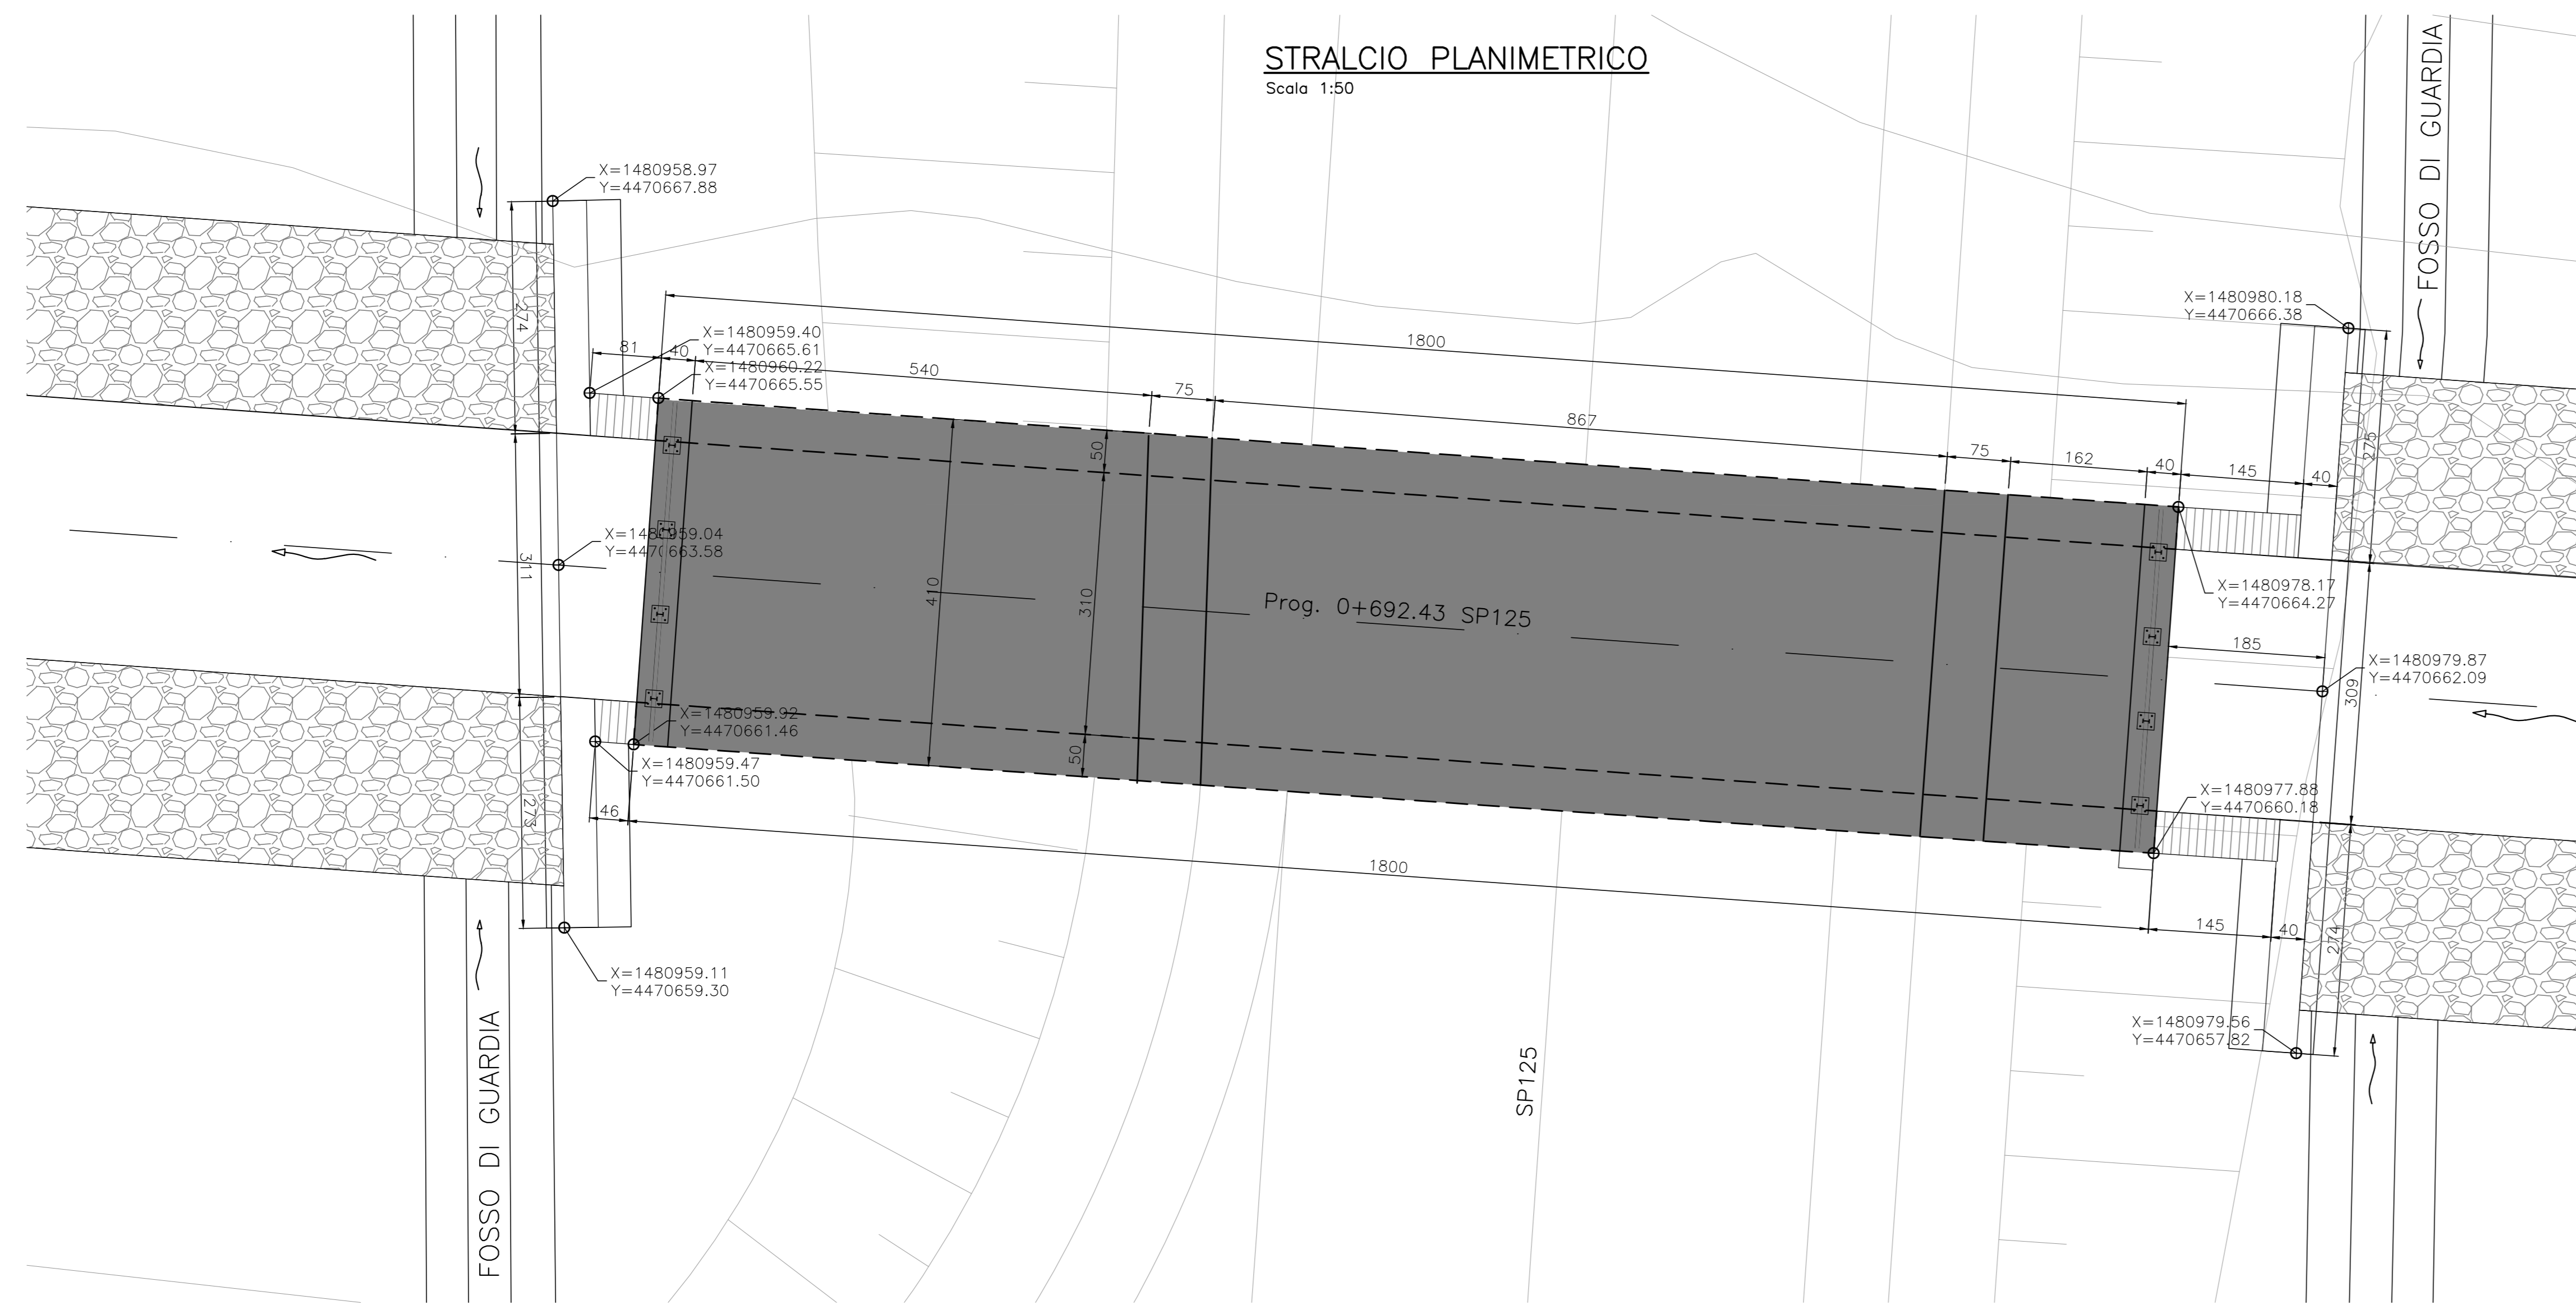 STRALCIO PLANIMETRICO
Scala 1:50
FOSSO DI GUARDIA
X=1480958.97
Y=4470667.88
274
X=1480980.18
Y=4470666.38
X=1480959.40
Y=4470665.61
X=1480960.22
Y=4470665.55
81
40
540
75
1800
867
75
162
40
145
40
275
50
X=1480959.04
Y=4470663.58
311
410
310
Prog. 0+692.43 SP125
X=1480978.17
Y=4470664.27
185
X=1480979.87
Y=4470662.09
309
X=1480959.92
Y=4470661.46
50
X=1480959.47
Y=4470661.50
46
273
X=1480977.88
Y=4470660.18
1800
145
40
274
X=1480959.11
Y=4470659.30
X=1480979.56
Y=4470657.82
FOSSO DI GUARDIA
SP125